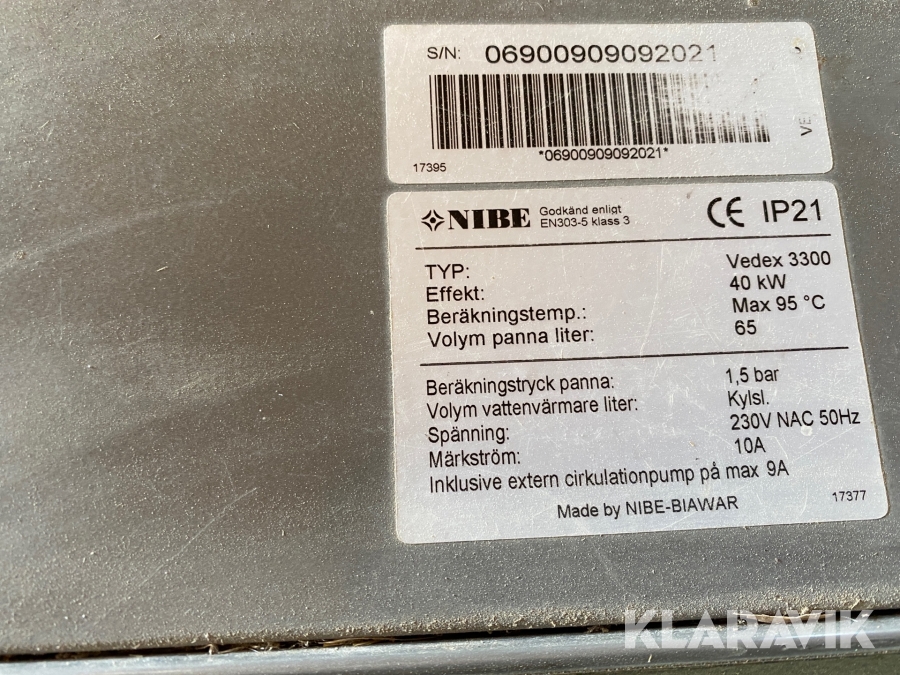 S/N: 06900909092021
*06900909092021*
17395
VE
NIBE Godkänd enligt
EN303-5 klass 3
CE IP21
TYP: Vedex 3300
Effekt: 40 kW
Beräkningstemp.: Max 95 °C
Volym panna liter: 65
Beräkningstryck panna: 1,5 bar
Volym vattenvärmare liter: Kylsl.
Spänning: 230V NAC 50Hz
Märkström: 10A
Inklusive extern cirkulationpump på max 9A
Made by NIBE-BIAWAR
17377
KLARAVIK